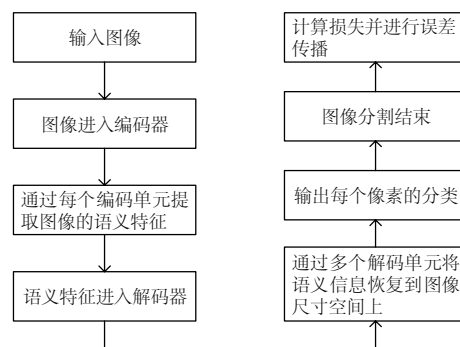 输入图像
图像进入编码器
通过每个编码单元提
取图像的语义特征
语义特征进入解码器
通过多个解码单元将
语义信息恢复到图像
尺寸空间上
输出每个像素的分类
图像分割结束
计算损失并进行误差
传播